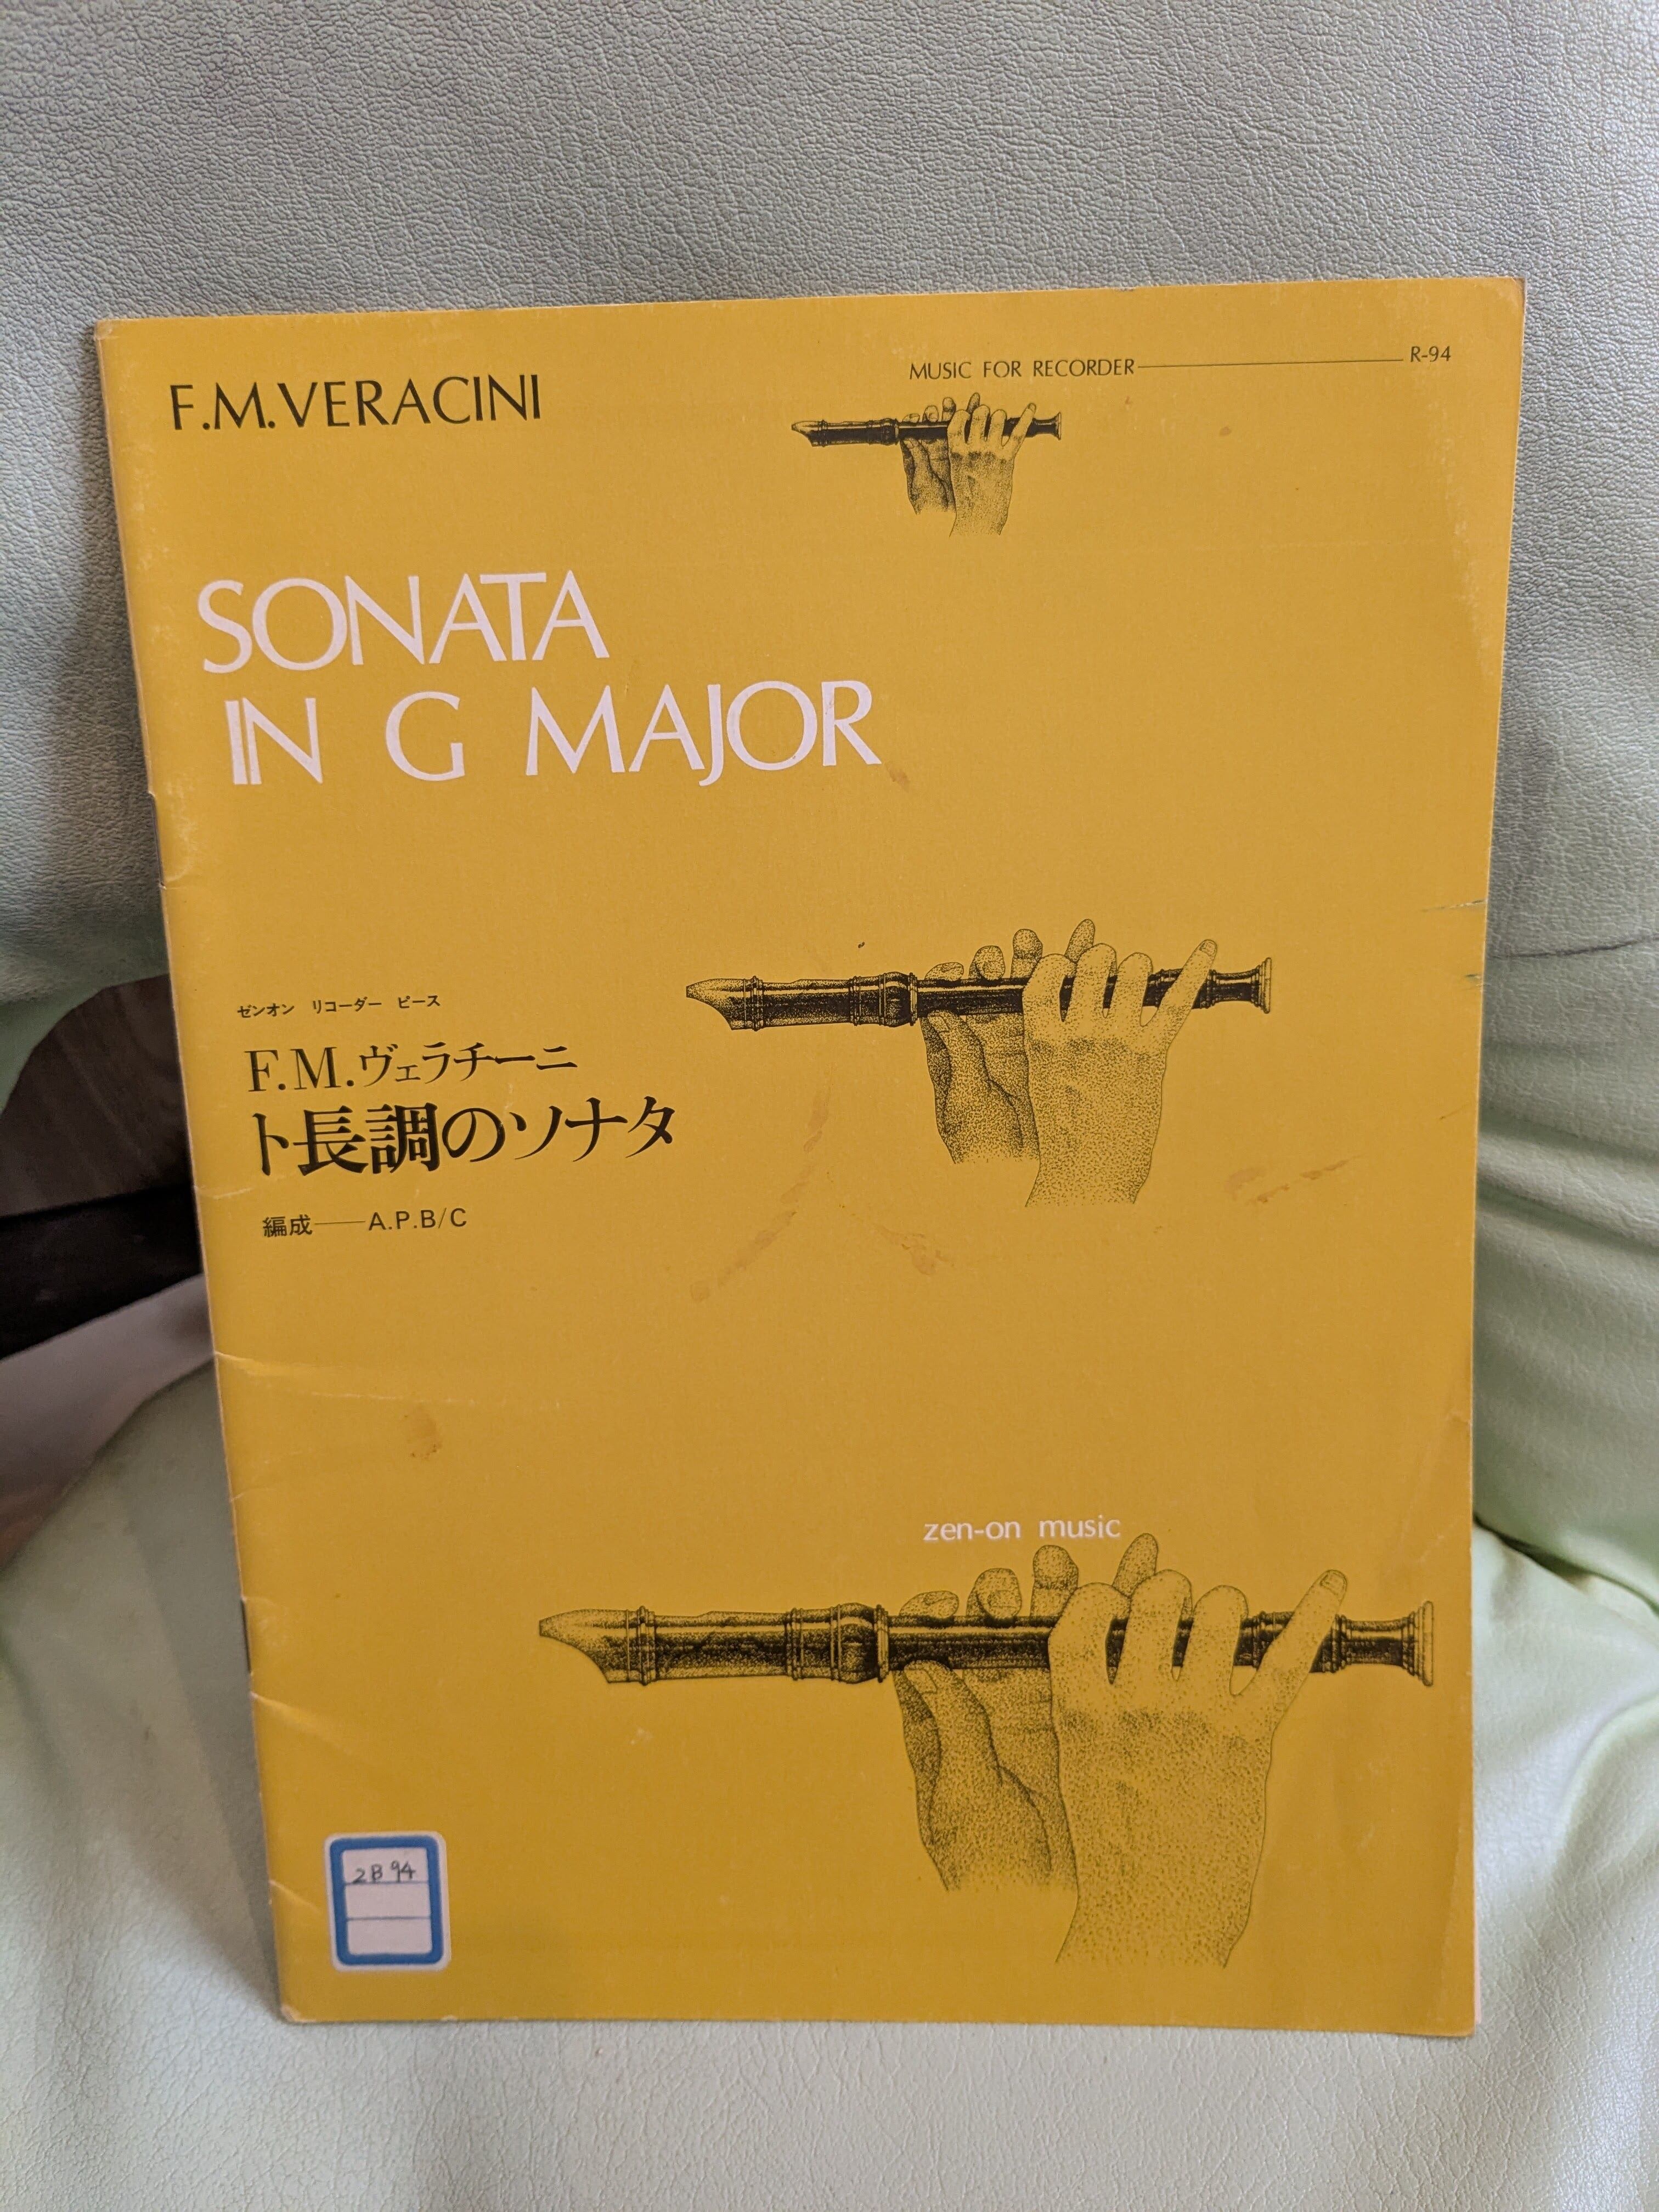 F.M.VERACINI
MUSIC FOR RECORDER
R-94
SONATA
IN G MAJOR
ゼンオン リコーダー ピース
F.M.ヴェラチーニ
ト長調のソナタ
編成——A.P.B/C
zen-on music
2B94